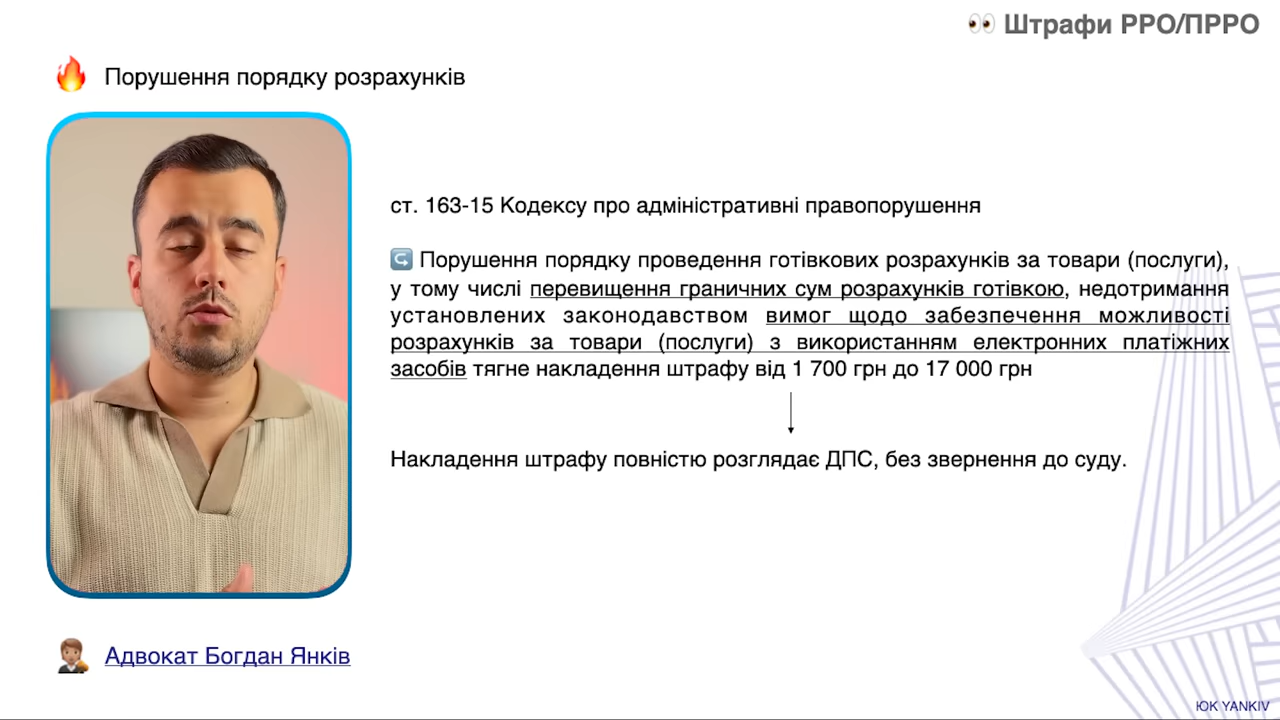 👀 Штрафи РРО/ПРРО
🔥 Порушення порядку розрахунків
ст. 163-15 Кодексу про адміністративні правопорушення
↪️ Порушення порядку проведення готівкових розрахунків за товари (послуги),
у тому числі перевищення граничних сум розрахунків готівкою, недотримання
установлених законодавством вимог щодо забезпечення можливості
розрахунків за товари (послуги) з використанням електронних платіжних
засобів тягне накладення штрафу від 1 700 грн до 17 000 грн
Накладення штрафу повністю розглядає ДПС, без звернення до суду.
Адвокат Богдан Янків
ЮК YANKIV